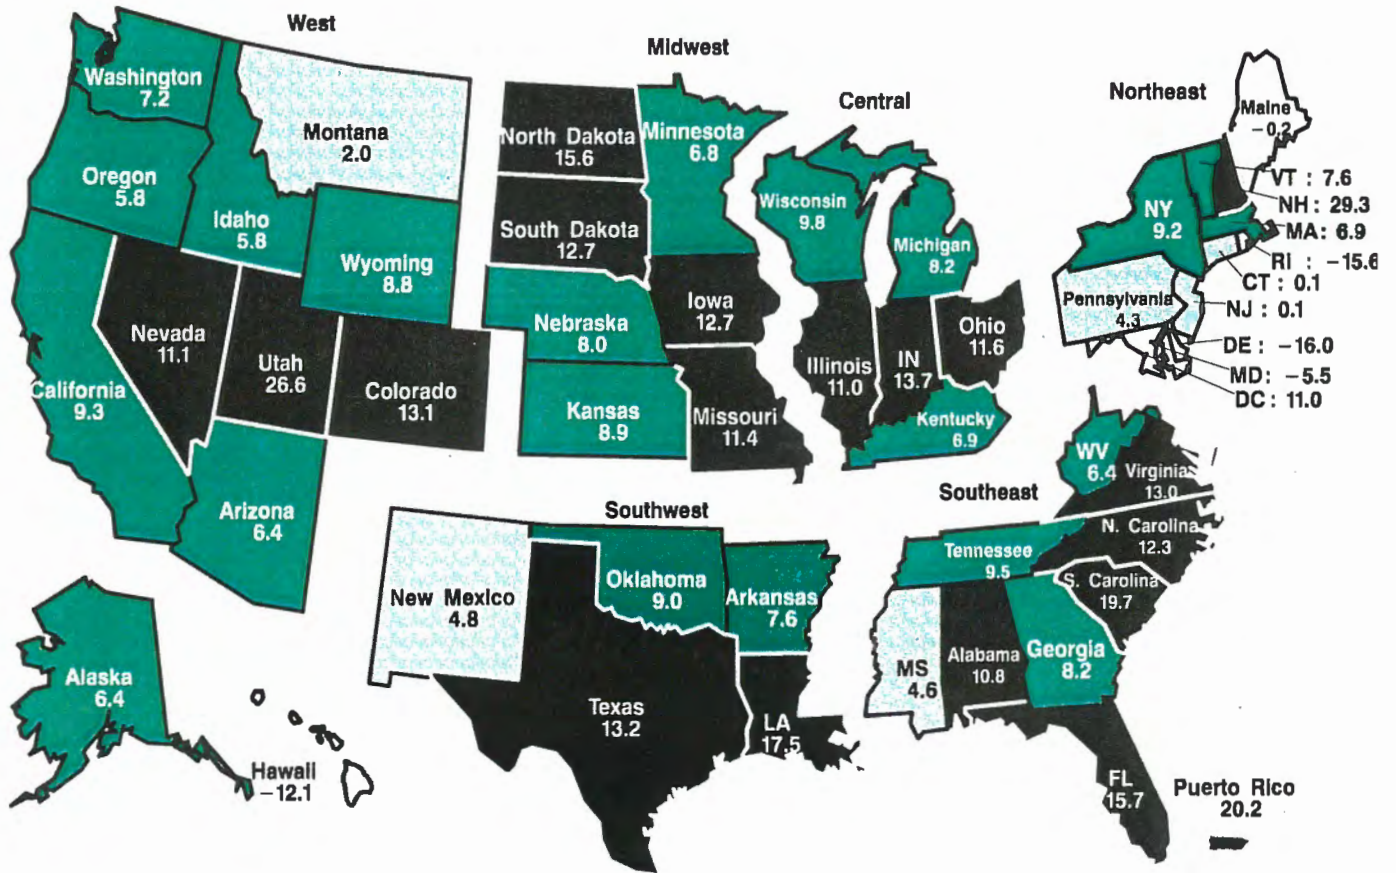 West
Washington
7.2
Montana
2.0
Oregon
5.8
Idaho
5.8
Wyoming
8.8
Nevada
11.1
Utah
26.6
Colorado
13.1
California
9.3
Arizona
6.4
Alaska
6.4
Hawaii
−12.1
Midwest
North Dakota
15.6
Minnesota
6.8
South Dakota
12.7
Nebraska
8.0
Iowa
12.7
Kansas
8.9
Missouri
11.4
Central
Wisconsin
9.8
Michigan
8.2
Illinois
11.0
IN
13.7
Ohio
11.6
Kentucky
6.9
Northeast
Maine
−0.2
VT : 7.6
NH : 29.3
NY
9.2
MA: 6.9
RI : −15.6
CT : 0.1
Pennsylvania
4.3
NJ : 0.1
DE : −16.0
MD: −5.5
DC : 11.0
Southwest
New Mexico
4.8
Oklahoma
9.0
Arkansas
7.6
Texas
13.2
LA
17.5
Southeast
WV
6.4
Virginia
13.0
N. Carolina
12.3
Tennessee
9.5
S. Carolina
19.7
MS
4.6
Alabama
10.8
Georgia
8.2
FL
15.7
Puerto Rico
20.2